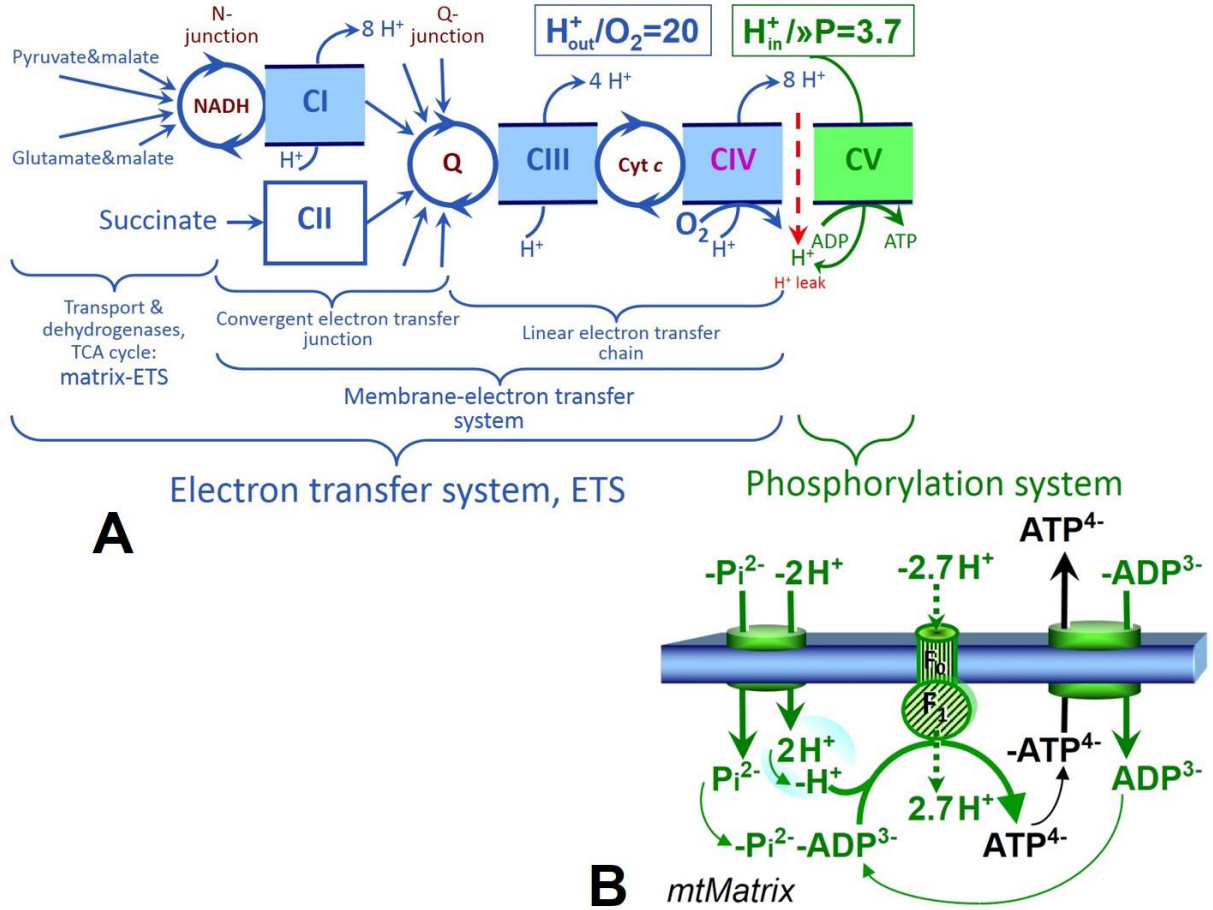 N-
junction
8 H⁺
Q-
junction
H⁺out/O₂=20
H⁺in/»P=3.7
Pyruvate&malate
NADH
CI
4 H⁺
8 H⁺
Glutamate&malate
H⁺
Q
CIII
Cyt c
CIV
CV
Succinate
CII
H⁺
O₂
H⁺
ADP
ATP
H⁺
H⁺ leak
Transport &
dehydrogenases,
TCA cycle:
matrix-ETS
Convergent electron transfer
junction
Linear electron transfer
chain
Membrane-electron transfer
system
Electron transfer system, ETS
Phosphorylation system
A
ATP⁴⁻
-Pi²⁻ -2H⁺
-2.7H⁺
-ADP³⁻
F₀
F₁
2H⁺
-H⁺
Pi²⁻
2.7H⁺
-ATP⁴⁻
ADP³⁻
-Pi²⁻-ADP³⁻
ATP⁴⁻
B
mtMatrix